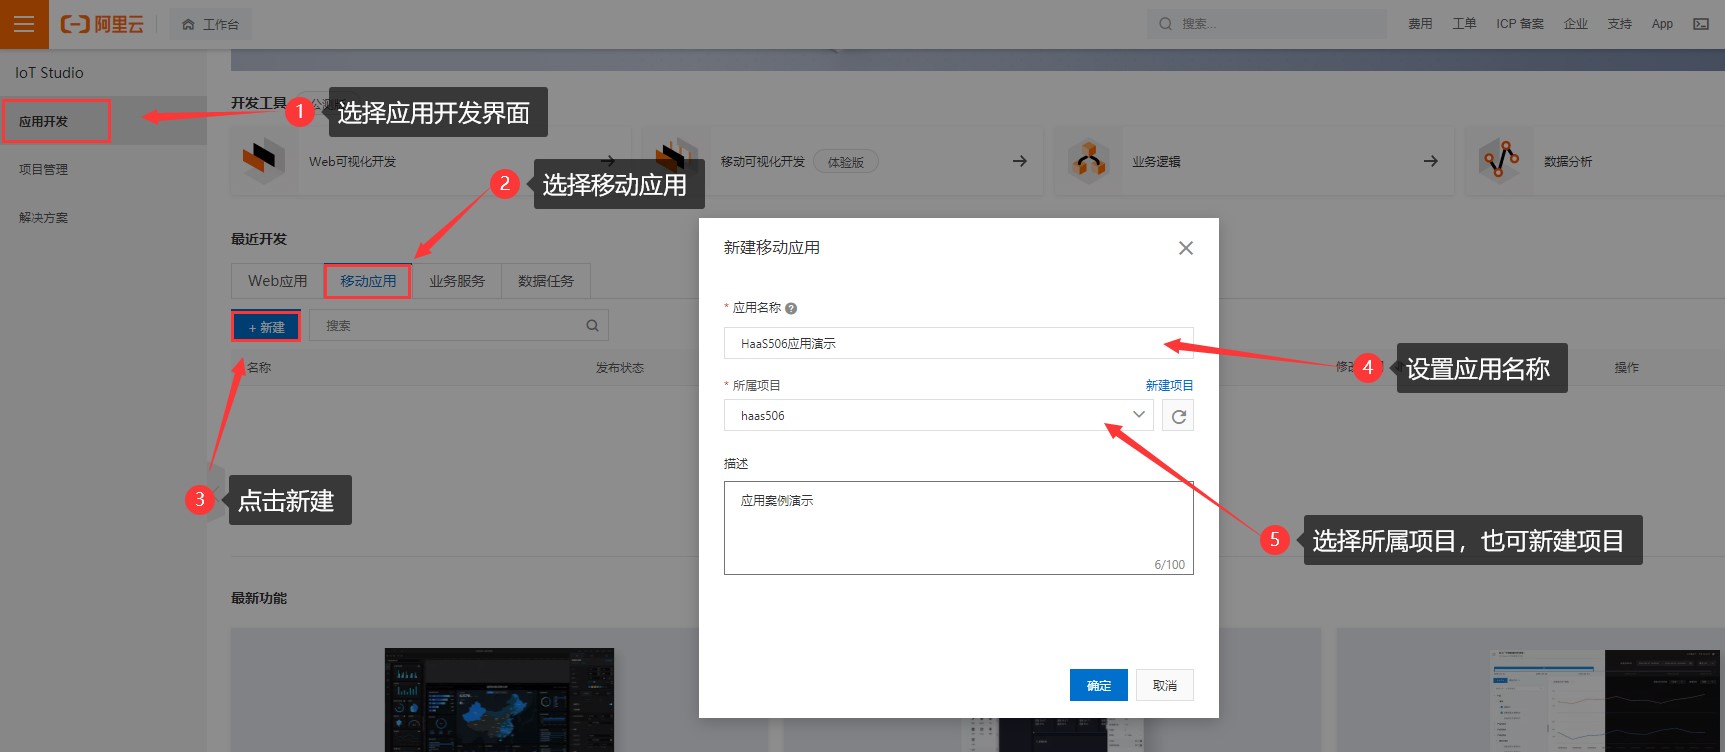 阿里云
工作台
搜索...
费用
工单
ICP 备案
企业
支持
App
IoT Studio
应用开发
项目管理
解决方案
开发工具
1
选择应用开发界面
Web可视化开发
移动可视化开发
体验版
业务逻辑
数据分析
2
选择移动应用
最近开发
Web应用
移动应用
业务服务
数据任务
+ 新建
搜索
名称
发布状态
操作
3
点击新建
新建移动应用
* 应用名称
HaaS506应用演示
4
设置应用名称
* 所属项目
新建项目
haas506
描述
应用案例演示
6/100
5
选择所属项目，也可新建项目
确定
取消
最新功能